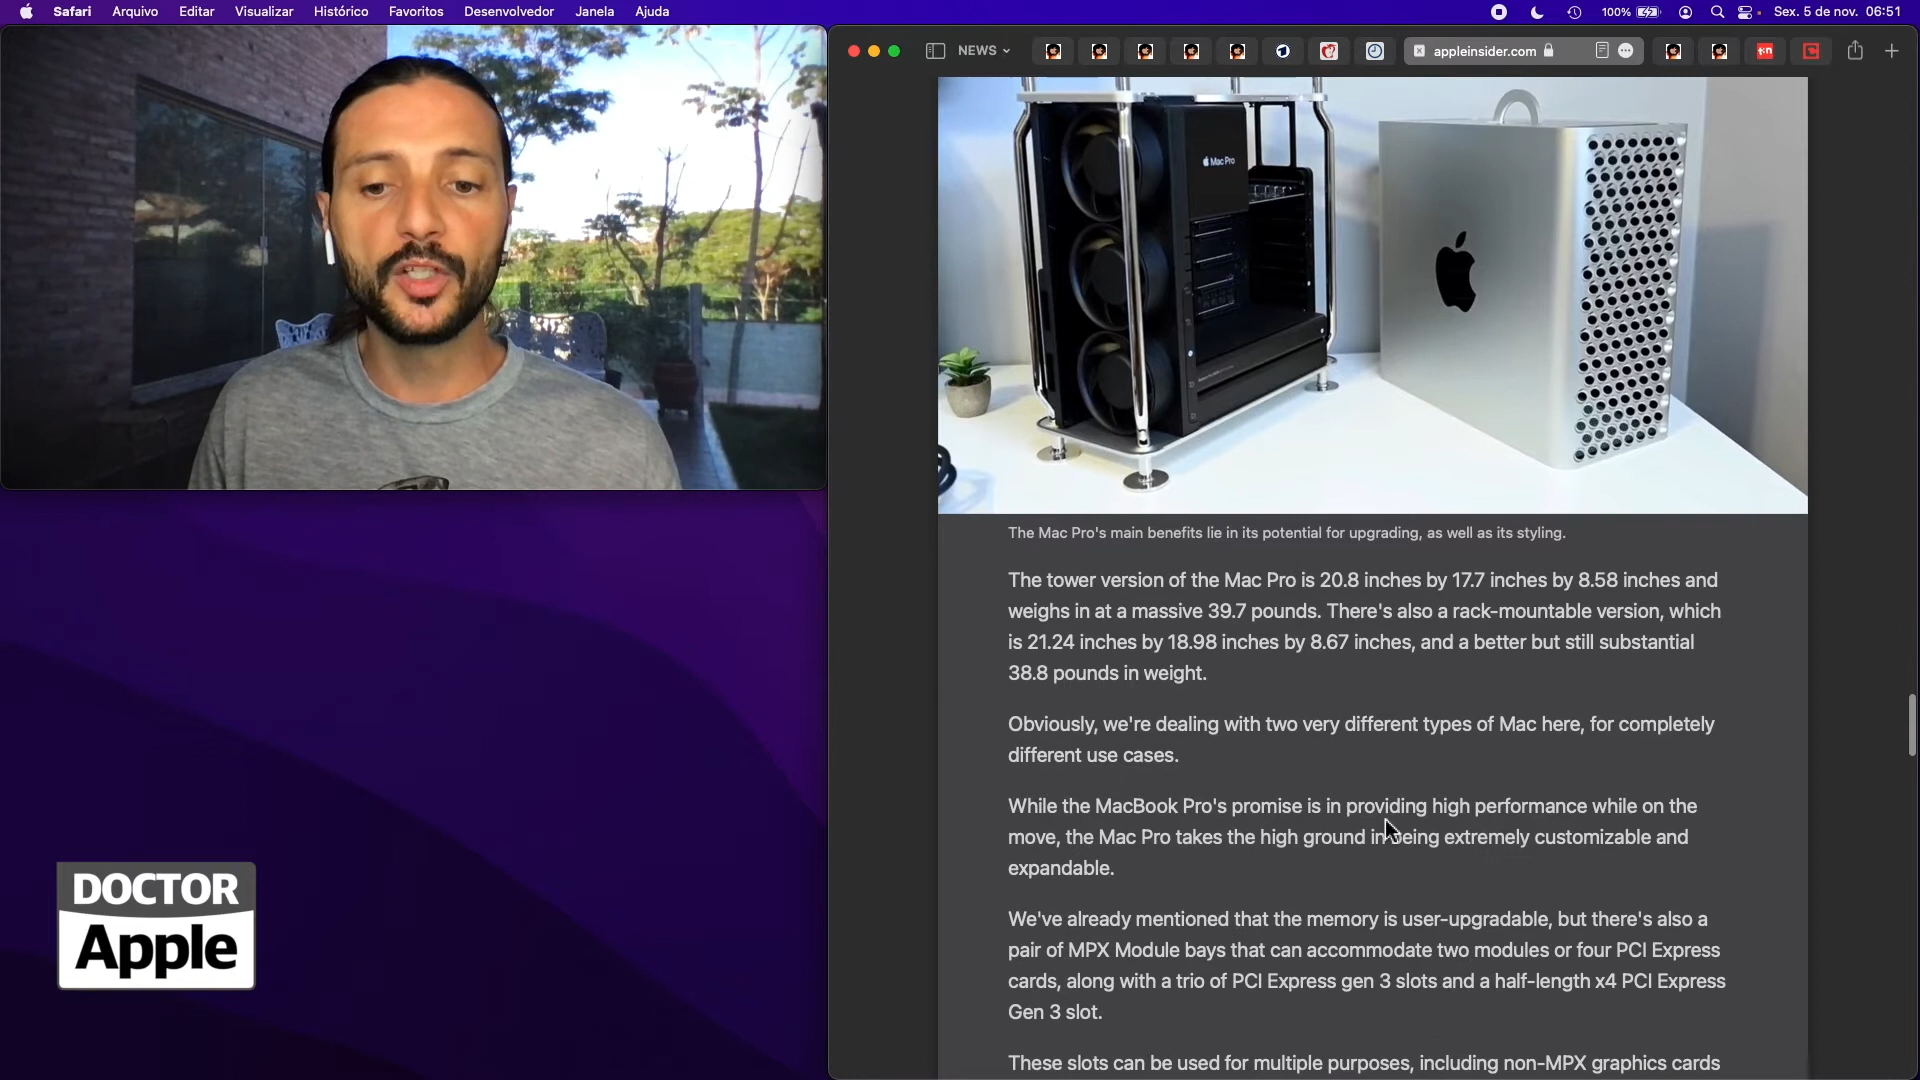 Safari Arquivo Editar Visualizar Histórico Favoritos Desenvolvedor Janela Ajuda
100% Sex. 5 de nov. 06:51
NEWS
appleinsider.com
Mac Pro
The Mac Pro's main benefits lie in its potential for upgrading, as well as its styling.
The tower version of the Mac Pro is 20.8 inches by 17.7 inches by 8.58 inches and
weighs in at a massive 39.7 pounds. There's also a rack-mountable version, which
is 21.24 inches by 18.98 inches by 8.67 inches, and a better but still substantial
38.8 pounds in weight.
Obviously, we're dealing with two very different types of Mac here, for completely
different use cases.
While the MacBook Pro's promise is in providing high performance while on the
move, the Mac Pro takes the high ground in being extremely customizable and
expandable.
We've already mentioned that the memory is user-upgradable, but there's also a
pair of MPX Module bays that can accommodate two modules or four PCI Express
cards, along with a trio of PCI Express gen 3 slots and a half-length x4 PCI Express
Gen 3 slot.
These slots can be used for multiple purposes, including non-MPX graphics cards
DOCTOR
Apple